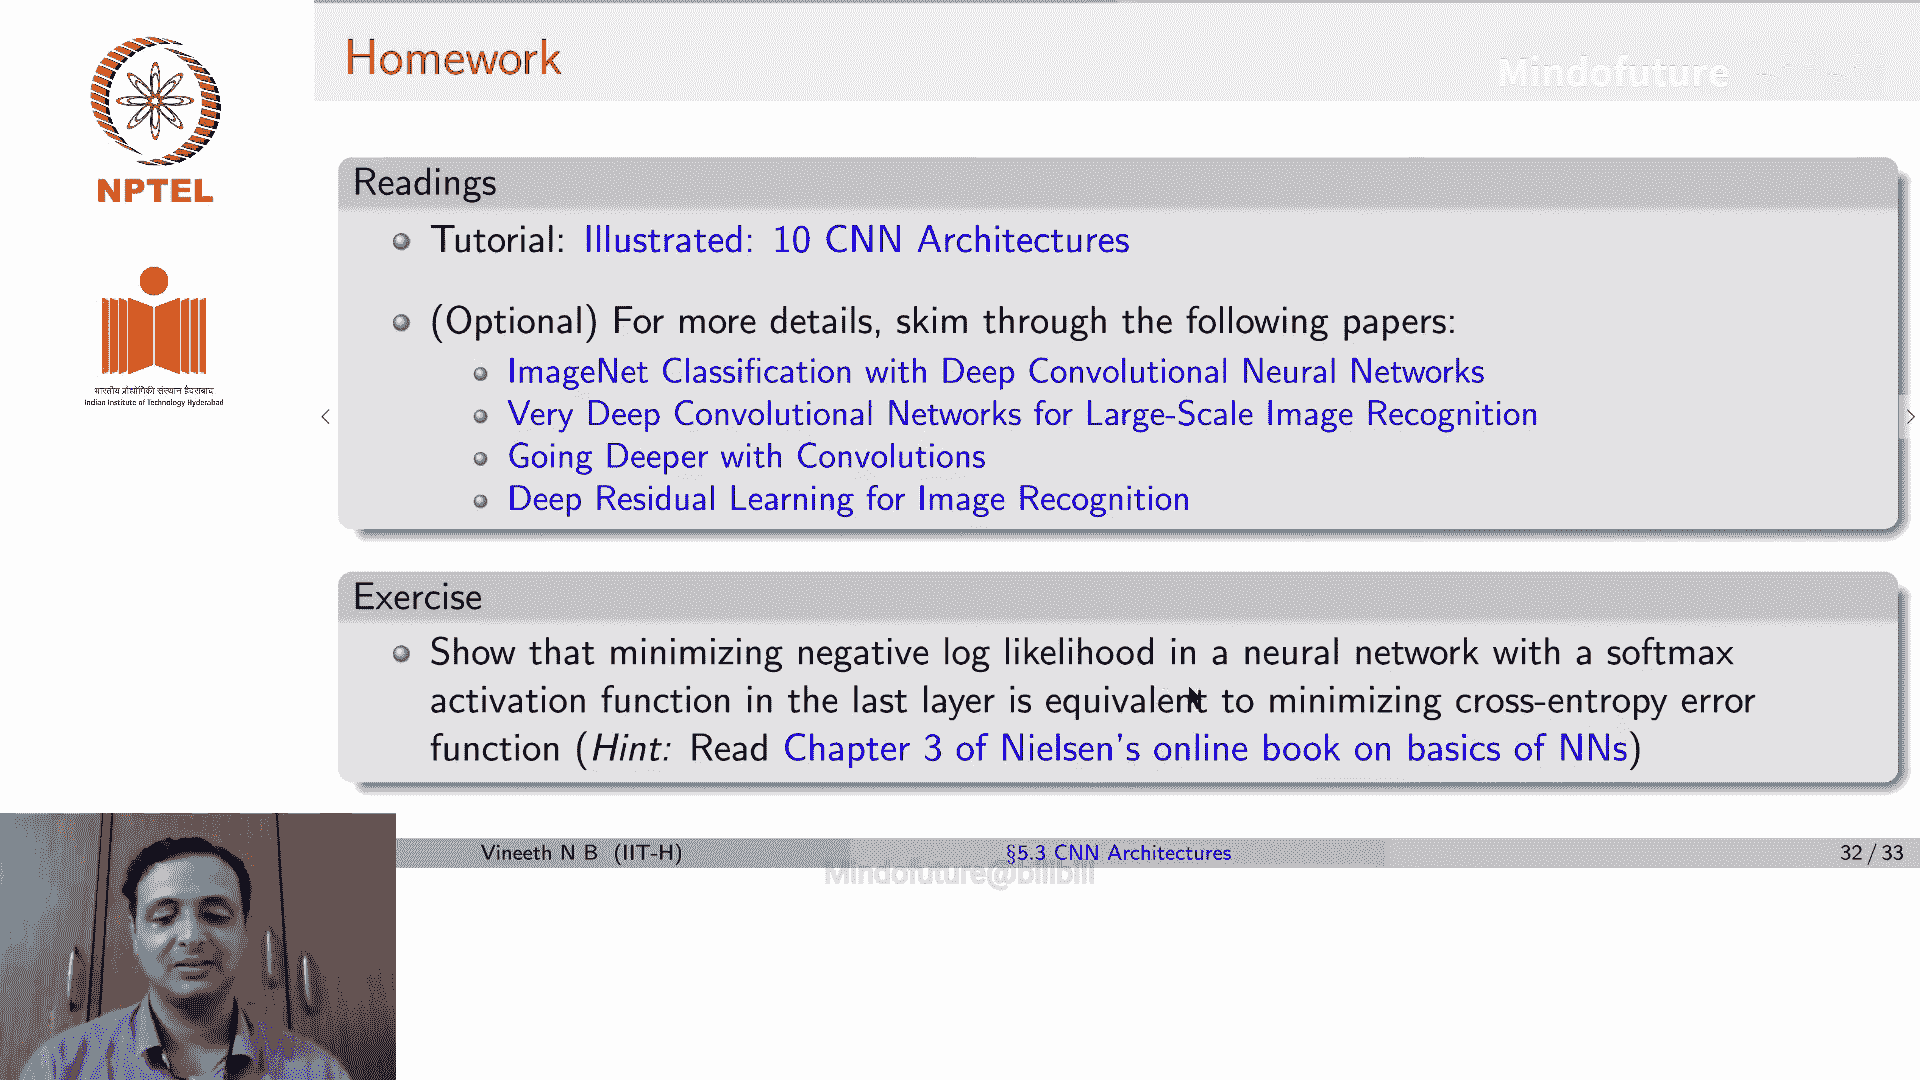 Homework
Mindofuture
NPTEL
भारतीय प्रौद्योगिकी संस्थान हैदराबाद
Indian Institute of Technology Hyderabad
Readings
Tutorial: Illustrated: 10 CNN Architectures
(Optional) For more details, skim through the following papers:
ImageNet Classification with Deep Convolutional Neural Networks
Very Deep Convolutional Networks for Large-Scale Image Recognition
Going Deeper with Convolutions
Deep Residual Learning for Image Recognition
Exercise
Show that minimizing negative log likelihood in a neural network with a softmax
activation function in the last layer is equivalent to minimizing cross-entropy error
function (Hint: Read Chapter 3 of Nielsen's online book on basics of NNs)
Vineeth N B (IIT-H)
§5.3 CNN Architectures
32 / 33
Mindofuture@bilibili